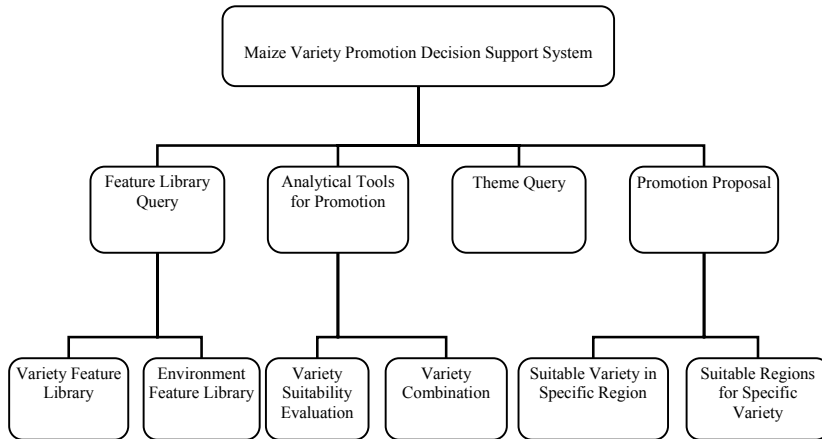 Maize Variety Promotion Decision Support System
Feature Library
Query
Analytical Tools
for Promotion
Theme Query
Promotion Proposal
Variety Feature
Library
Environment
Feature Library
Variety
Suitability
Evaluation
Variety
Combination
Suitable Variety in
Specific Region
Suitable Regions
for Specific
Variety